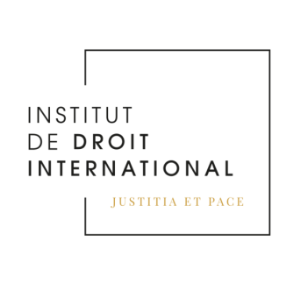 INSTITUT
DE DROIT
INTERNATIONAL
JUSTITIA ET PACE